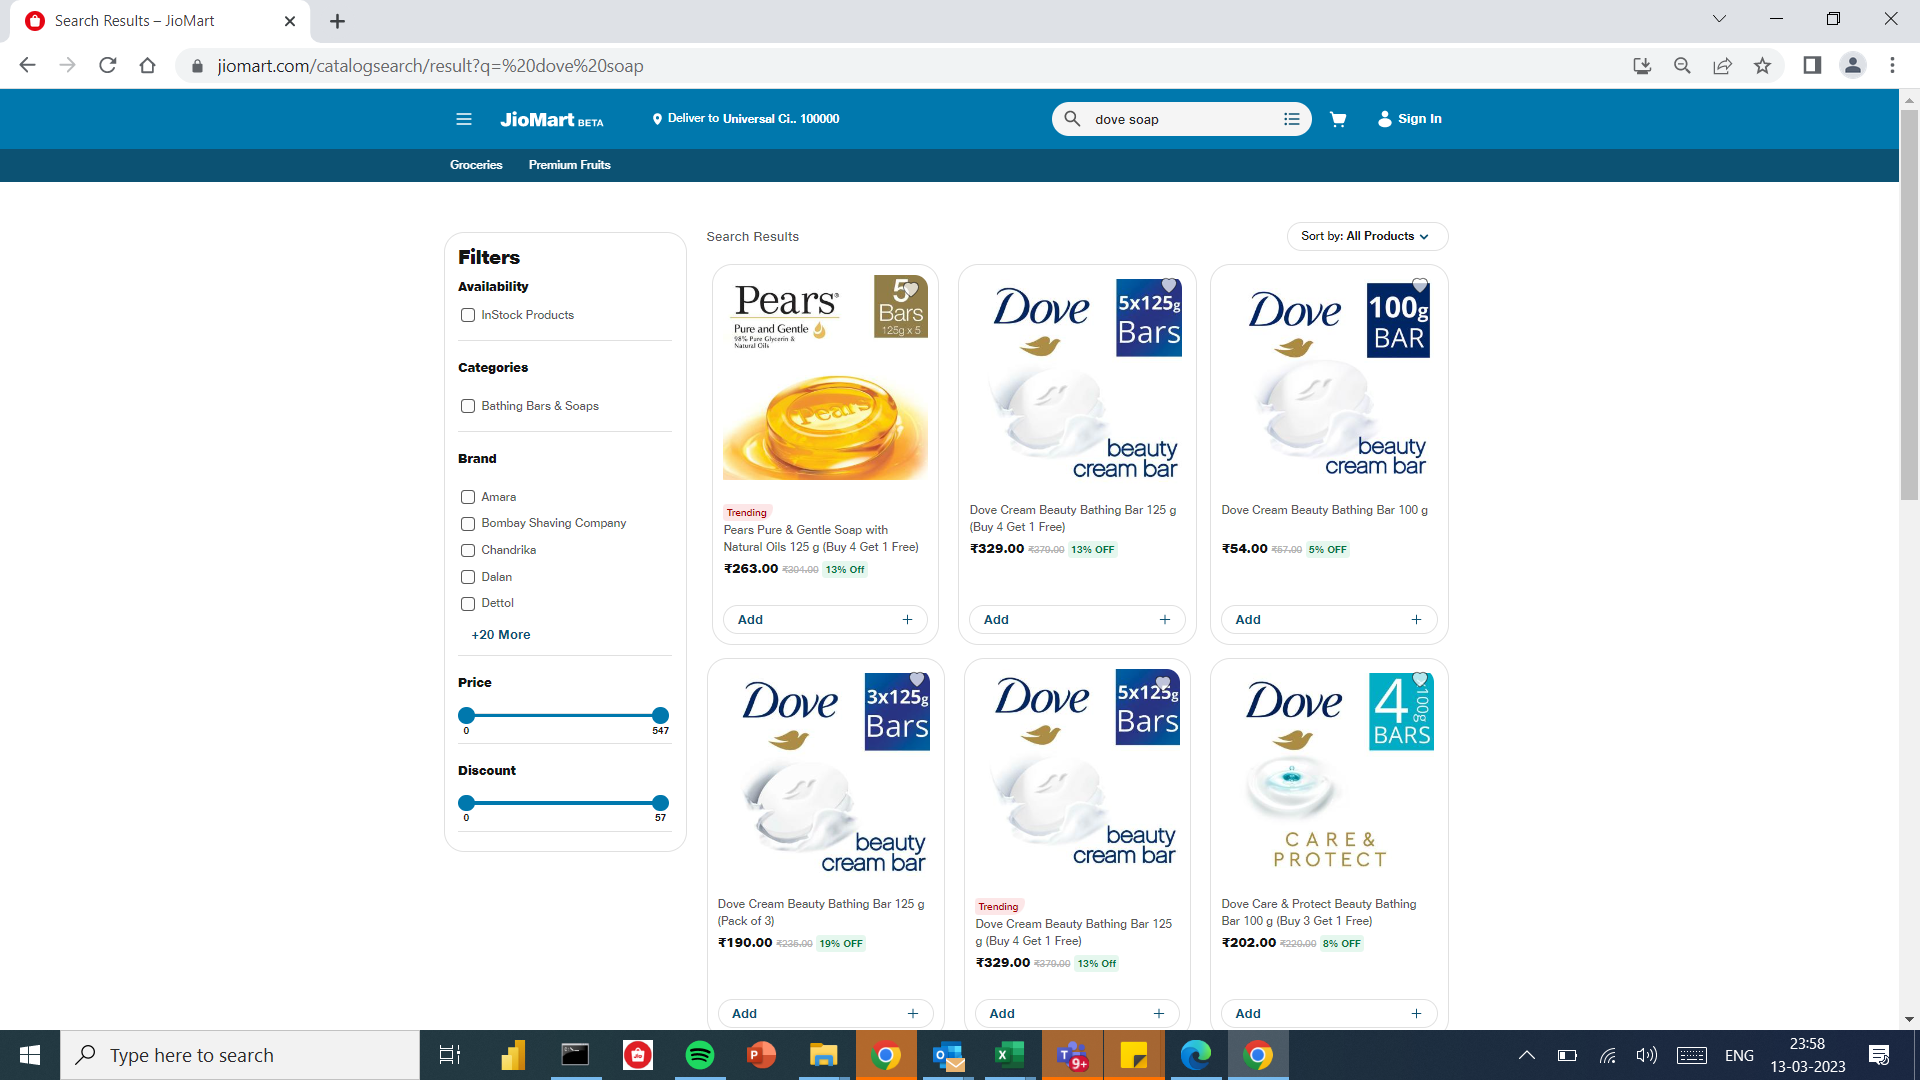 Search Results – JioMart
jiomart.com/catalogsearch/result?q=%20dove%20soap
JioMart BETA
Deliver to Universal Ci.. 100000
dove soap
Sign In
Groceries
Premium Fruits
Filters
Availability
InStock Products
Categories
Bathing Bars & Soaps
Brand
Amara
Bombay Shaving Company
Chandrika
Dalan
Dettol
+20 More
Price
0
547
Discount
0
57
Search Results
Sort by: All Products
Pears
Pure and Gentle
98% Pure Glycerin &
Natural Oils
5
Bars
125g x 5
Pears
Trending
Pears Pure & Gentle Soap with
Natural Oils 125 g (Buy 4 Get 1 Free)
₹263.00 ₹304.00 13% Off
Add +
Dove
5x125g
Bars
beauty
cream bar
Dove Cream Beauty Bathing Bar 125 g
(Buy 4 Get 1 Free)
₹329.00 ₹379.00 13% OFF
Add +
Dove
100g
BAR
beauty
cream bar
Dove Cream Beauty Bathing Bar 100 g
₹54.00 ₹57.00 5% OFF
Add +
Dove
3x125g
Bars
beauty
cream bar
Dove Cream Beauty Bathing Bar 125 g
(Pack of 3)
₹190.00 ₹235.00 19% OFF
Add +
Dove
5x125g
Bars
beauty
cream bar
Trending
Dove Cream Beauty Bathing Bar 125
g (Buy 4 Get 1 Free)
₹329.00 ₹379.00 13% Off
Add +
Dove
4 x100g
BARS
CARE &
PROTECT
Dove Care & Protect Beauty Bathing
Bar 100 g (Buy 3 Get 1 Free)
₹202.00 ₹220.00 8% OFF
Add +
Type here to search
9+
ENG
23:58
13-03-2023